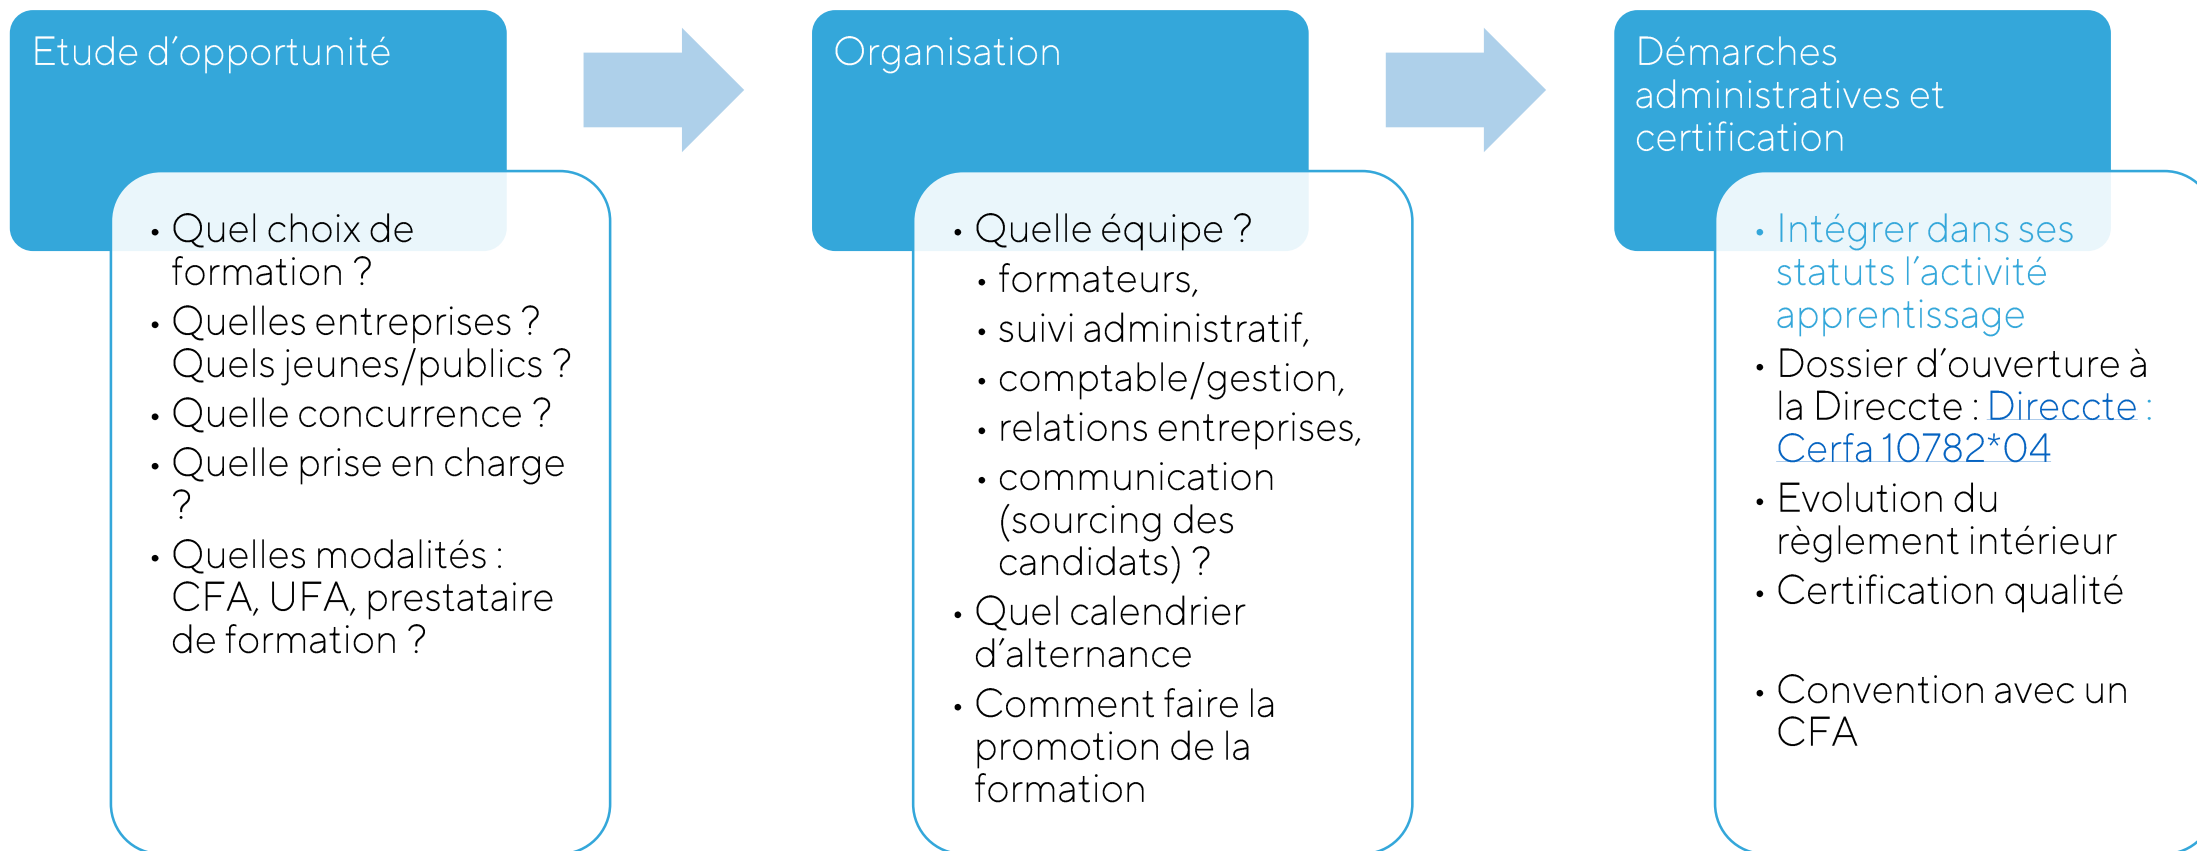 Etude d’opportunité
• Quel choix de
formation ?
• Quelles entreprises ?
Quels jeunes/publics ?
• Quelle concurrence ?
• Quelle prise en charge
?
• Quelles modalités :
CFA, UFA, prestataire
de formation ?
Organisation
• Quelle équipe ?
• formateurs,
• suivi administratif,
• comptable/gestion,
• relations entreprises,
• communication
(sourcing des
candidats) ?
• Quel calendrier
d’alternance
• Comment faire la
promotion de la
formation
Démarches
administratives et
certification
• Intégrer dans ses
statuts l’activité
apprentissage
• Dossier d’ouverture à
la Direccte : Direccte :
Cerfa 10782*04
• Evolution du
règlement intérieur
• Certification qualité
• Convention avec un
CFA